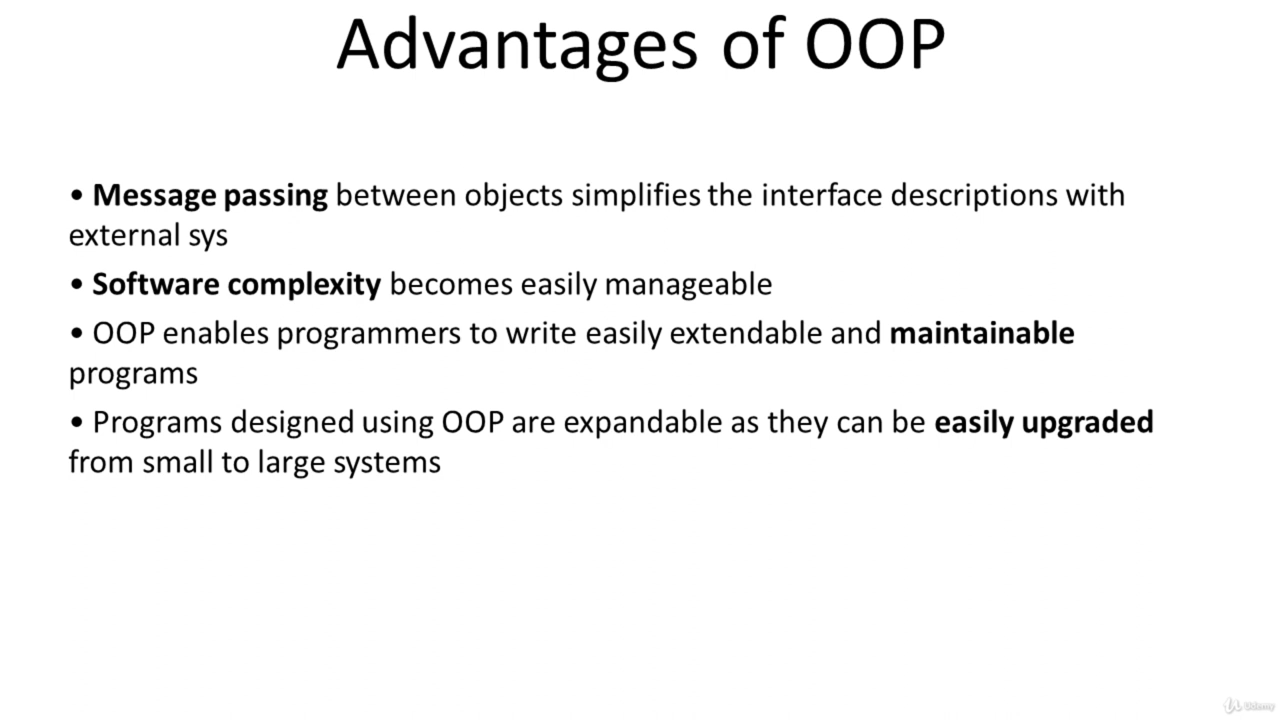 Advantages of OOP
• Message passing between objects simplifies the interface descriptions with
external sys
• Software complexity becomes easily manageable
• OOP enables programmers to write easily extendable and maintainable
programs
• Programs designed using OOP are expandable as they can be easily upgraded
from small to large systems
Udemy